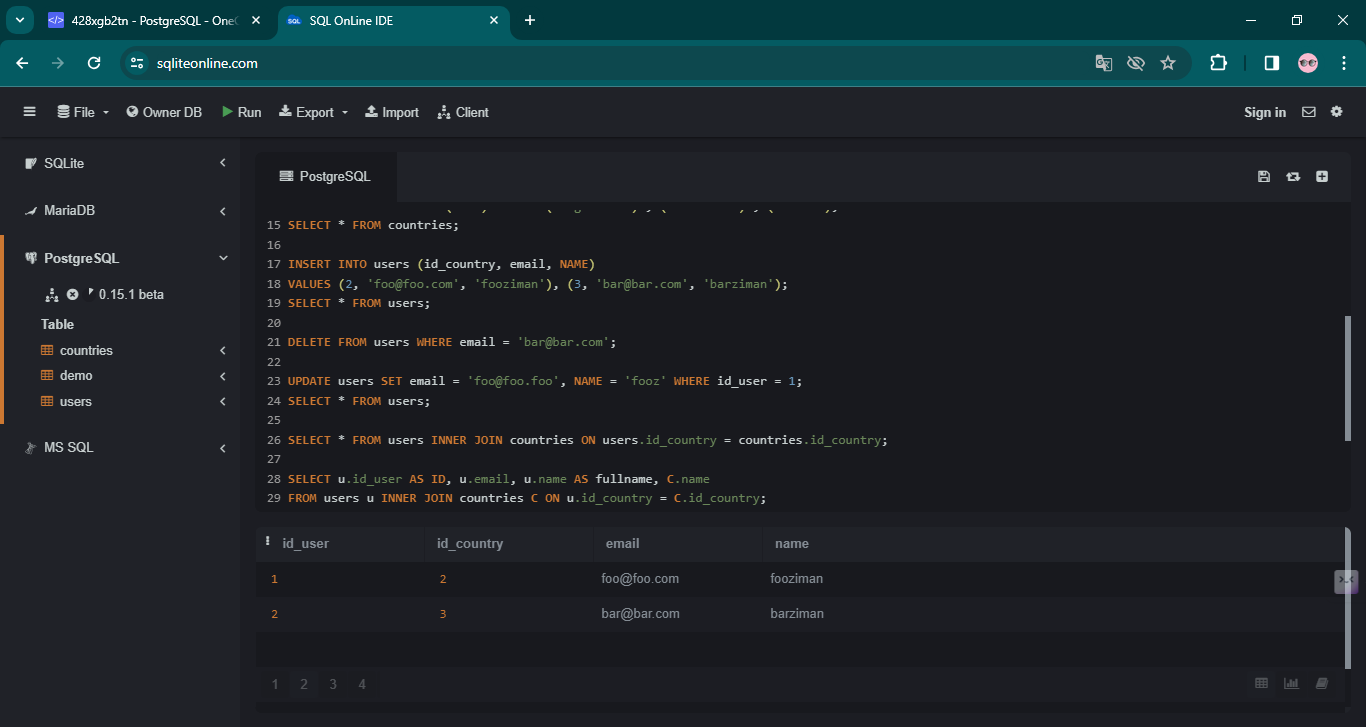 428xgb2tn - PostgreSQL - One
SQL OnLine IDE
sqliteonline.com
File
Owner DB
Run
Export
Import
Client
Sign in
SQLite
MariaDB
PostgreSQL
0.15.1 beta
Table
countries
demo
users
MS SQL
PostgreSQL
15 SELECT * FROM countries;
16
17 INSERT INTO users (id_country, email, NAME)
18 VALUES (2, 'foo@foo.com', 'fooziman'), (3, 'bar@bar.com', 'barziman');
19 SELECT * FROM users;
20
21 DELETE FROM users WHERE email = 'bar@bar.com';
22
23 UPDATE users SET email = 'foo@foo.foo', NAME = 'fooz' WHERE id_user = 1;
24 SELECT * FROM users;
25
26 SELECT * FROM users INNER JOIN countries ON users.id_country = countries.id_country;
27
28 SELECT u.id_user AS ID, u.email, u.name AS fullname, C.name
29 FROM users u INNER JOIN countries C ON u.id_country = C.id_country;
id_user id_country email name
1 2 foo@foo.com fooziman
2 3 bar@bar.com barziman
1 2 3 4